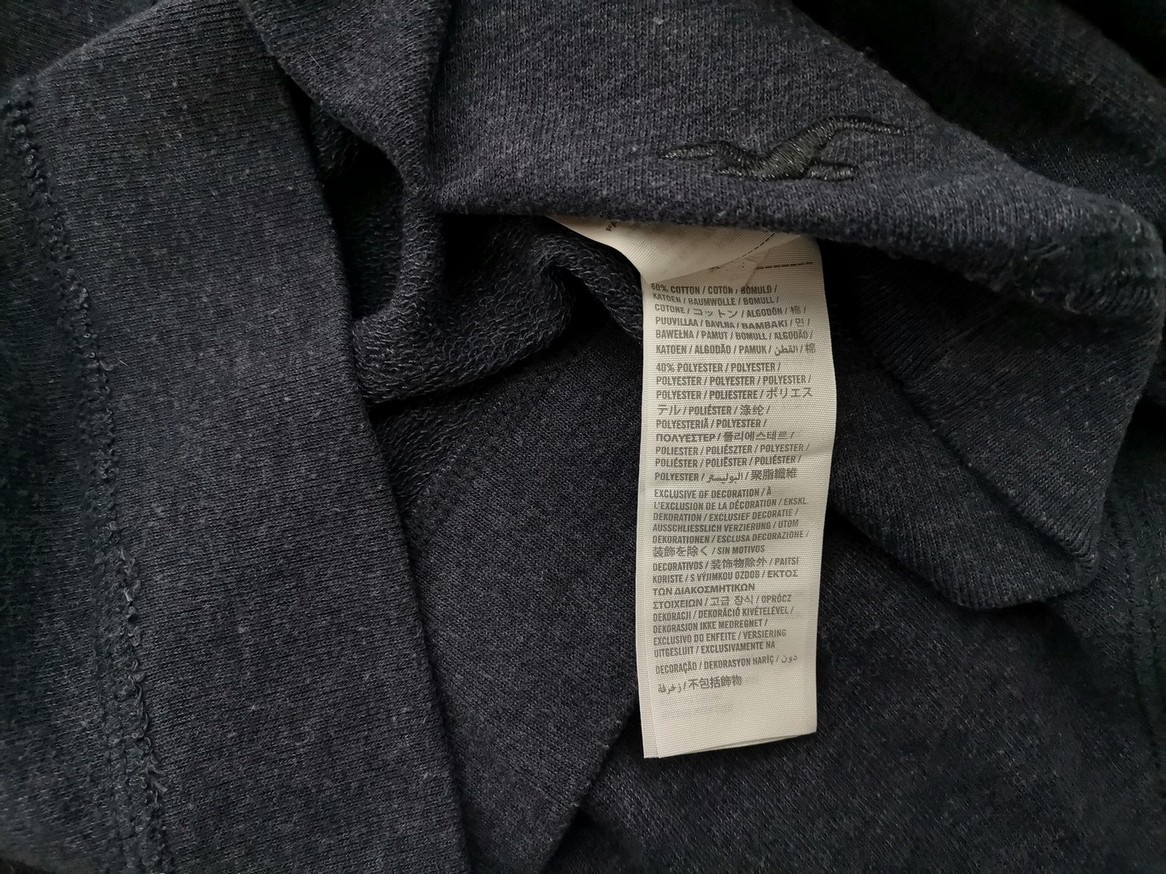 60% COTTON / COTON / BOMULD /
KATOEN / BAUMWOLLE / BOMULL /
COTONE / コットン / ALGODÓN / 棉 /
PUUVILLAA / BAVLNA / ΒΑΜΒΑΚΙ / 면 /
BAWEŁNA / PAMUT / BOMULL / ALGODÃO /
KATOEN / ALGODÃO / PAMUK / القطن / 棉
40% POLYESTER / POLYESTER /
POLYESTER / POLYESTER / POLYESTER /
POLYESTER / POLIESTERE / ポリエス
テル / POLIÉSTER / 涤纶 /
POLYESTERIÄ / POLYESTER /
ΠΟΛΥΕΣΤΕΡ / 폴리에스테르 /
POLIESTER / POLIÉSZTER / POLYESTER /
POLIÉSTER / POLIËSTER / POLIÉSTER /
POLYESTER / البوليستر / 聚脂纖維
EXCLUSIVE OF DECORATION / À
L'EXCLUSION DE LA DÉCORATION / EKSKL.
DEKORATION / EXCLUSIEF DECORATIE /
AUSSCHLIESSLICH VERZIERUNG / UTOM
DEKORATIONEN / ESCLUSA DECORAZIONE /
装飾を除く / SIN MOTIVOS
DECORATIVOS / 装饰物除外 / PAITSI
KORISTE / S VÝJIMKOU OZDOB / ΕΚΤΟΣ
ΤΩΝ ΔΙΑΚΟΣΜΗΤΙΚΩΝ
ΣΤΟΙΧΕΙΩΝ / 고급 장식 / OPRÓCZ
DEKORACJI / DEKORÁCIÓ KIVÉTELÉVEL /
DEKORASJON IKKE MEDREGNET /
EXCLUSIVO DO ENFEITE / VERSIERING
UITGESLUIT / EXCLUSIVAMENTE NA
DECORAÇÃO / DEKORASYON HARİÇ / دون
زخرفة / 不包括飾物